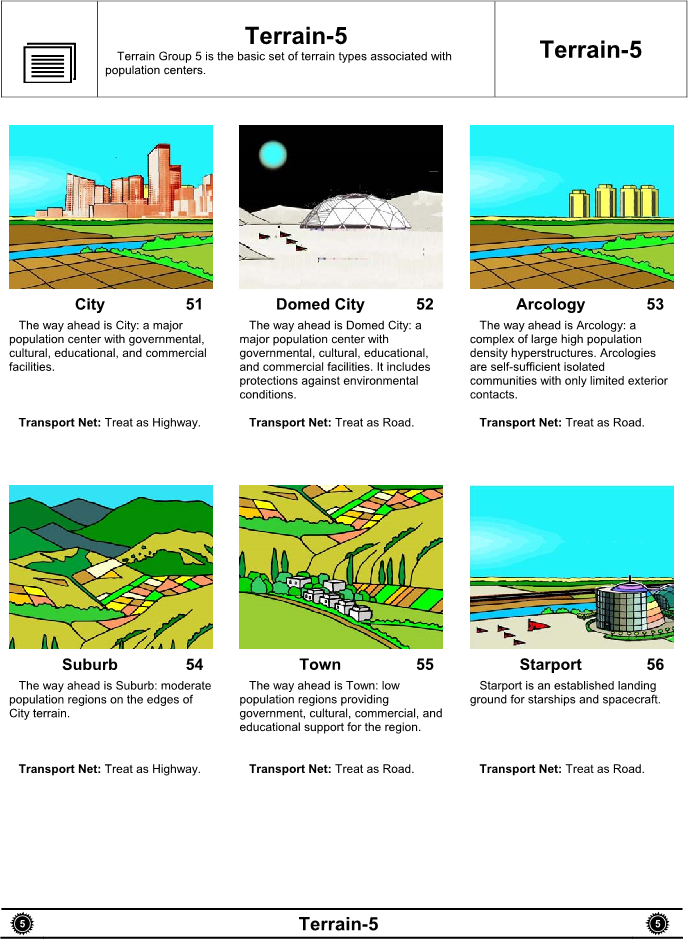 Terrain-5
Terrain Group 5 is the basic set of terrain types associated with
population centers.
Terrain-5
City 51
The way ahead is City: a major
population center with governmental,
cultural, educational, and commercial
facilities.
Transport Net: Treat as Highway.
Domed City 52
The way ahead is Domed City: a
major population center with
governmental, cultural, educational,
and commercial facilities. It includes
protections against environmental
conditions.
Transport Net: Treat as Road.
Arcology 53
The way ahead is Arcology: a
complex of large high population
density hyperstructures. Arcologies
are self-sufficient isolated
communities with only limited exterior
contacts.
Transport Net: Treat as Road.
Suburb 54
The way ahead is Suburb: moderate
population regions on the edges of
City terrain.
Transport Net: Treat as Highway.
Town 55
The way ahead is Town: low
population regions providing
government, cultural, commercial, and
educational support for the region.
Transport Net: Treat as Road.
Starport 56
Starport is an established landing
ground for starships and spacecraft.
Transport Net: Treat as Road.
5 Terrain-5 5